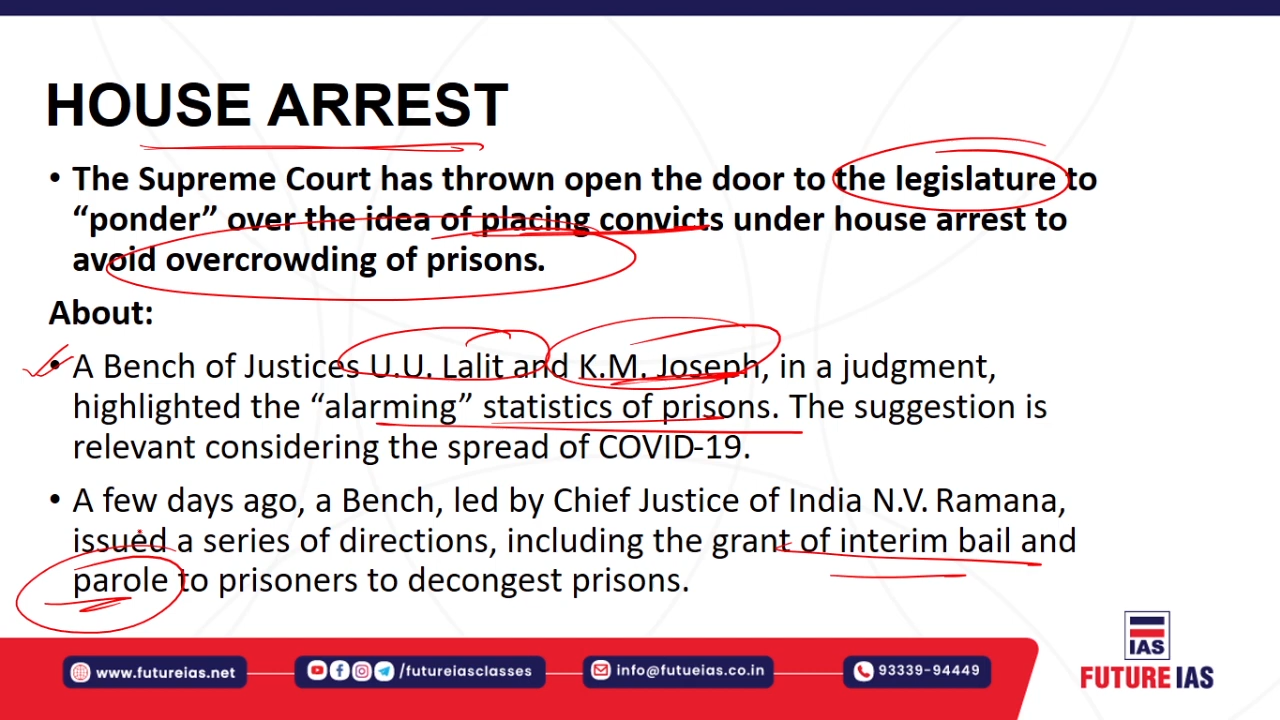 HOUSE ARREST
• The Supreme Court has thrown open the door to the legislature to
“ponder” over the idea of placing convicts under house arrest to
avoid overcrowding of prisons.
About:
• A Bench of Justices U.U. Lalit and K.M. Joseph, in a judgment,
highlighted the “alarming” statistics of prisons. The suggestion is
relevant considering the spread of COVID-19.
• A few days ago, a Bench, led by Chief Justice of India N.V. Ramana,
issued a series of directions, including the grant of interim bail and
parole to prisoners to decongest prisons.
IAS
FUTURE IAS
www.futureias.net
/futureiasclasses
info@futueias.co.in
93339-94449